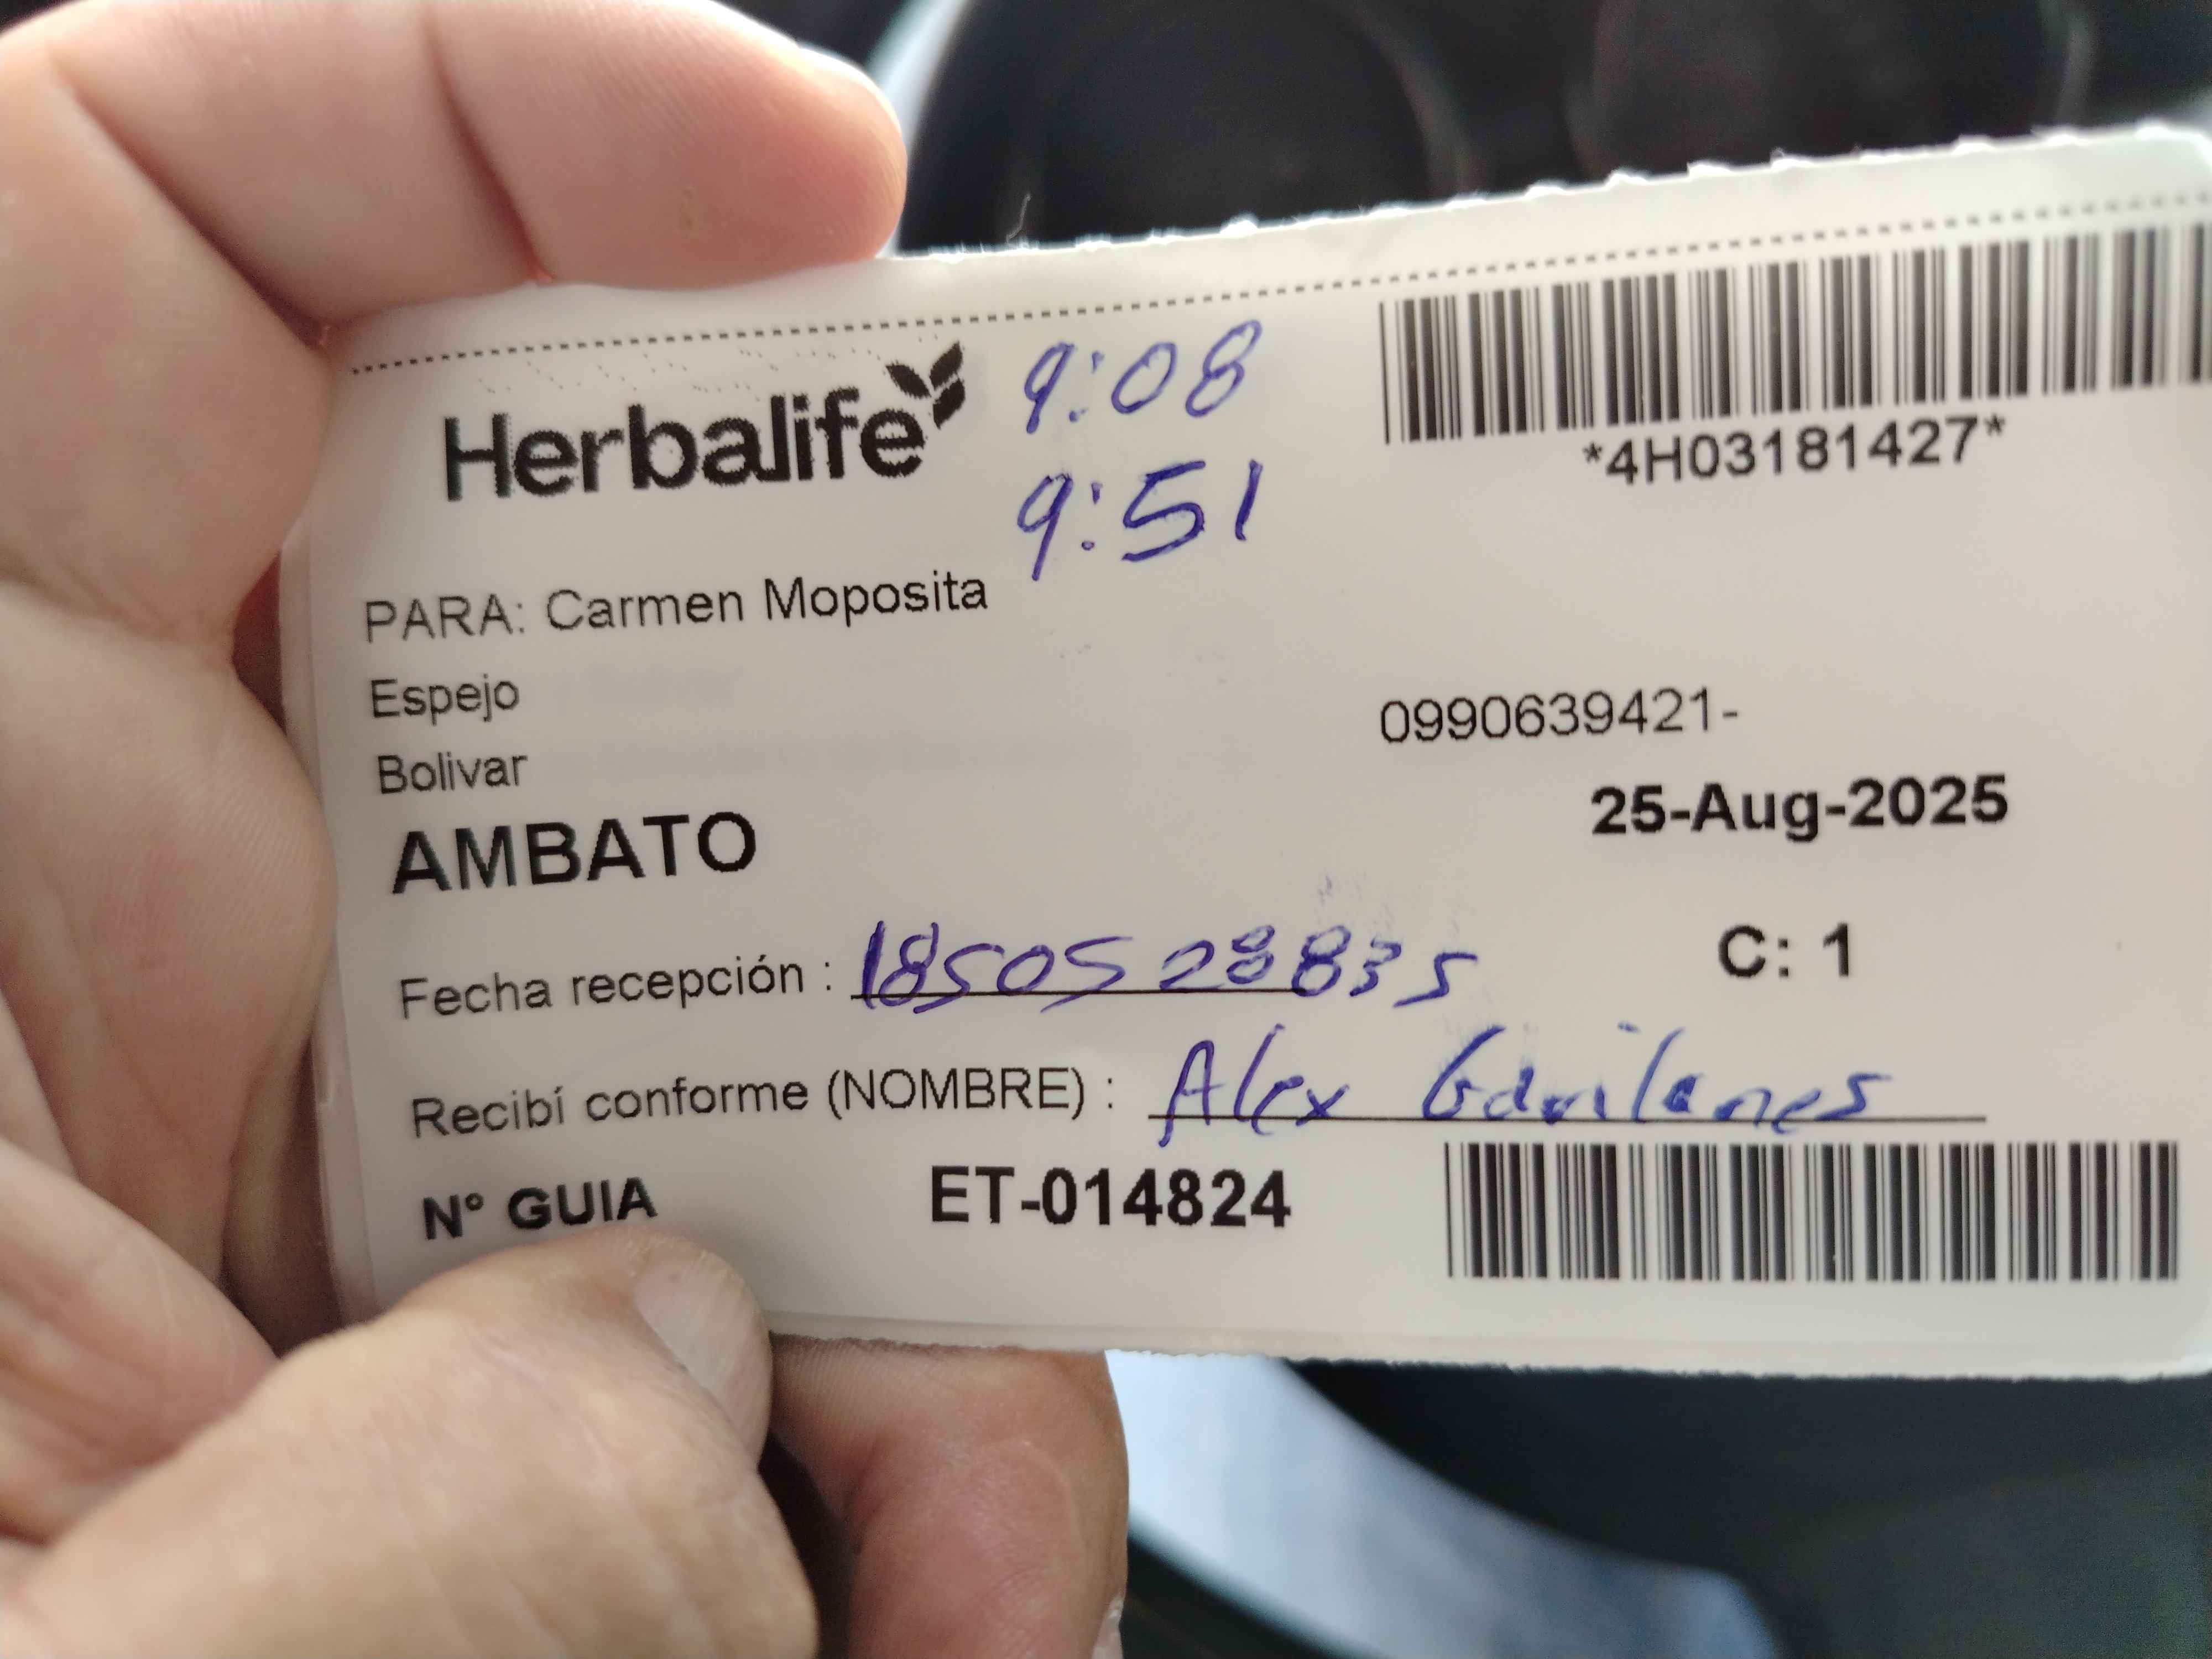 Herbalife
9:08
9:51
*4H03181427*
PARA: Carmen Moposita
Espejo
0990639421-
Bolivar
25-Aug-2025
AMBATO
C: 1
Fecha recepción : 1850528835
Recibí conforme (NOMBRE) : Alex Gavilanes
N° GUIA ET-014824